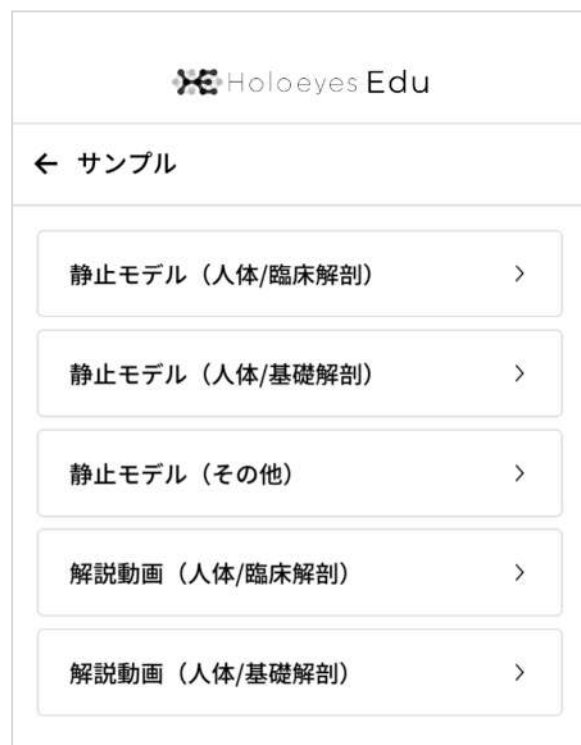 Holoeyes Edu
← サンプル
静止モデル（人体/臨床解剖）
静止モデル（人体/基礎解剖）
静止モデル（その他）
解説動画（人体/臨床解剖）
解説動画（人体/基礎解剖）